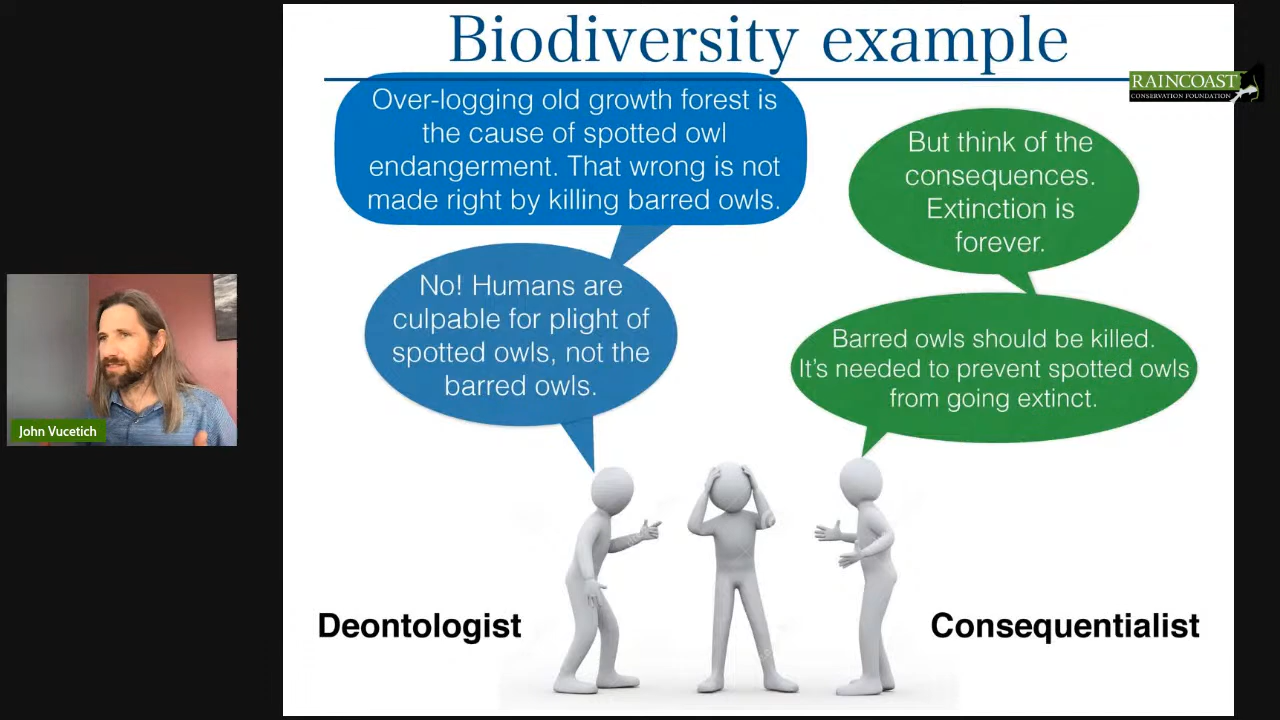 Biodiversity example
RAINCOAST
CONSERVATION FOUNDATION
Over-logging old growth forest is
the cause of spotted owl
endangerment. That wrong is not
made right by killing barred owls.
But think of the
consequences.
Extinction is
forever.
No! Humans are
culpable for plight of
spotted owls, not the
barred owls.
Barred owls should be killed.
It's needed to prevent spotted owls
from going extinct.
John Vucetich
Deontologist
Consequentialist